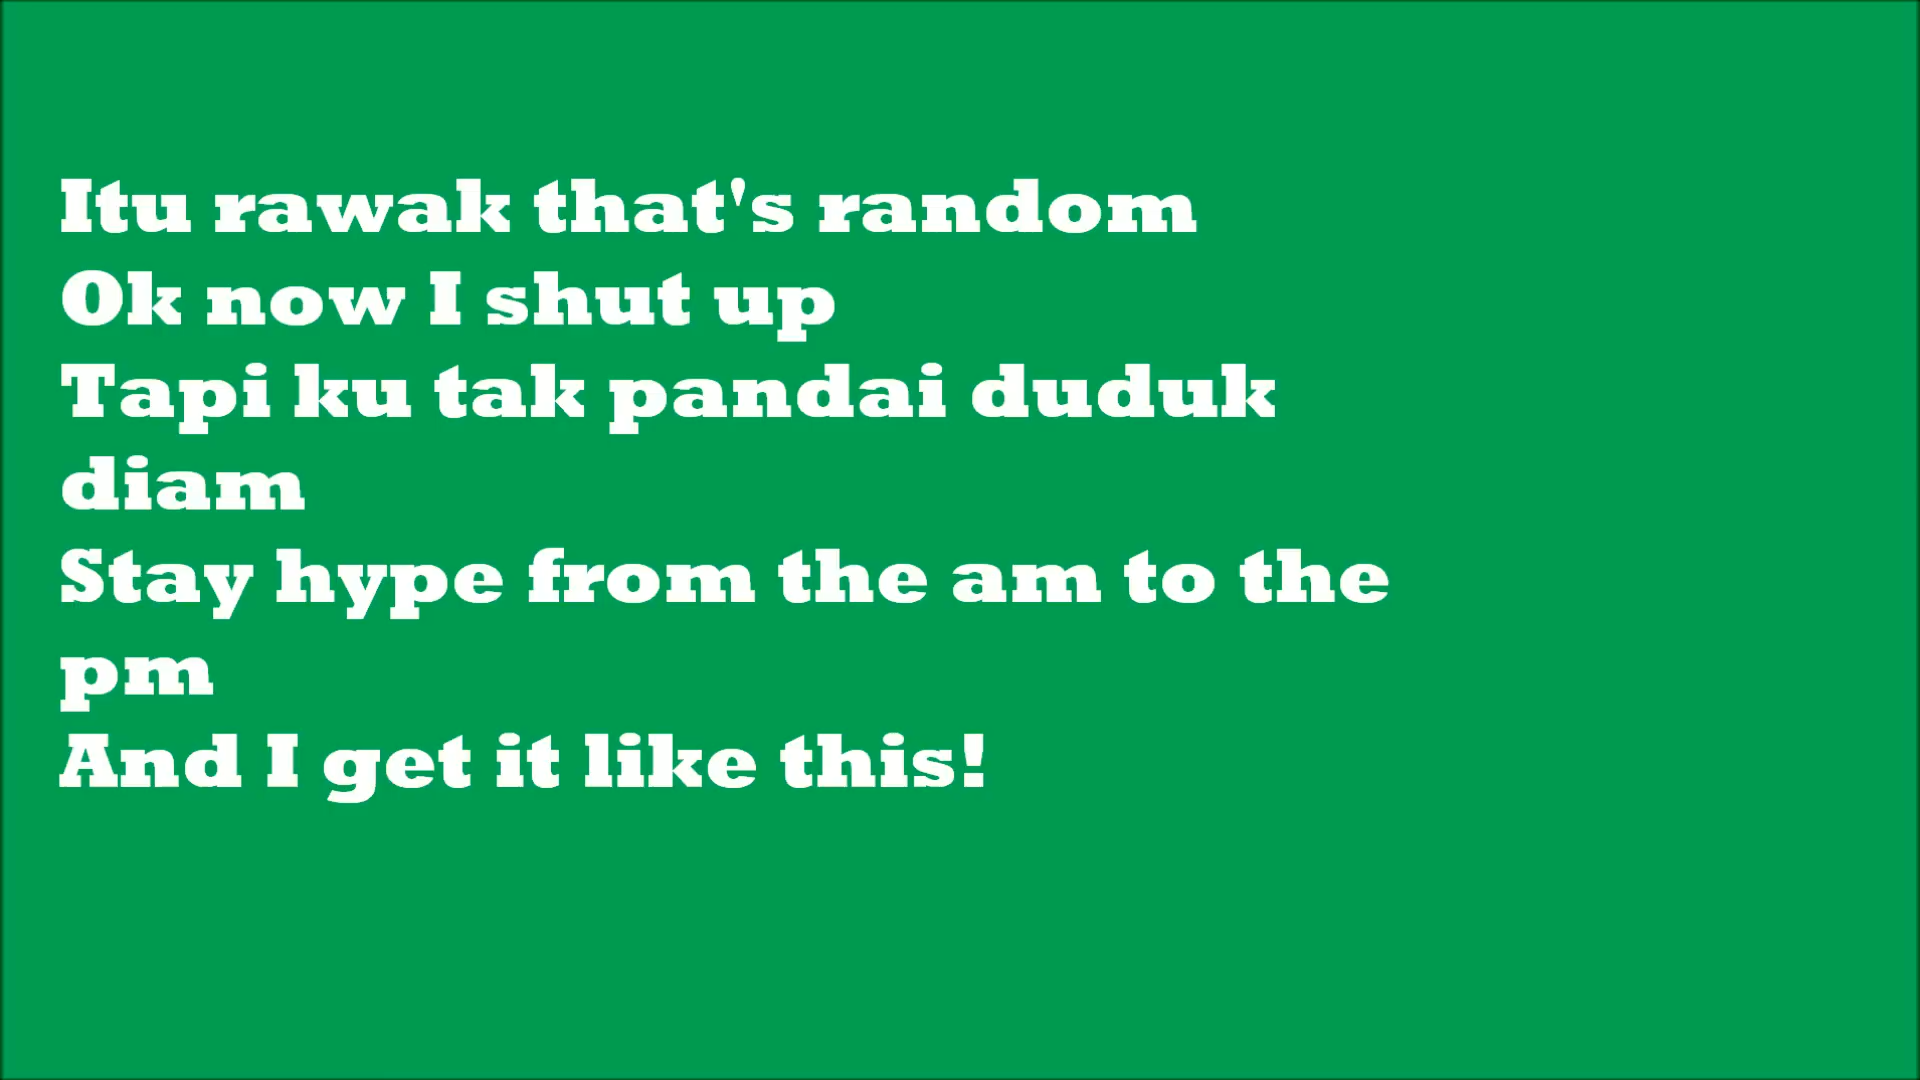 Itu rawak that's random
Ok now I shut up
Tapi ku tak pandai duduk
diam
Stay hype from the am to the
pm
And I get it like this!